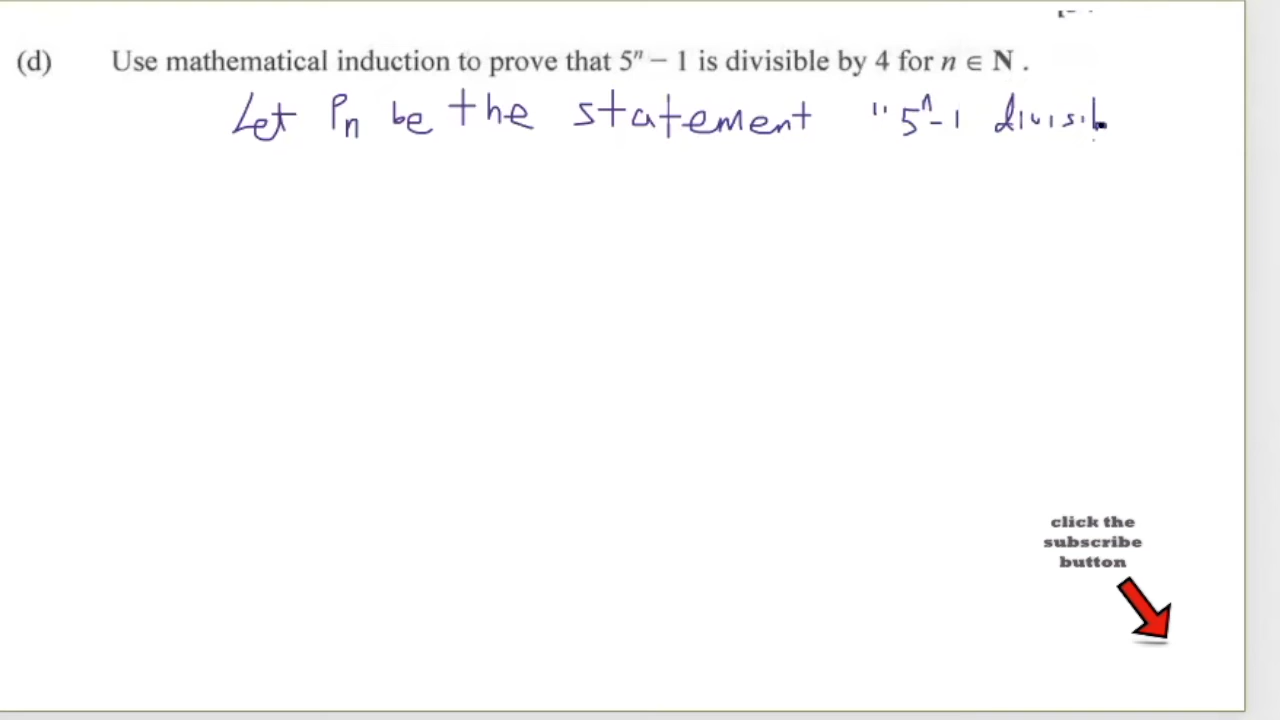 (d) Use mathematical induction to prove that 5ⁿ – 1 is divisible by 4 for n ∈ N .
Let Pn be the statement "5ⁿ-1 divisib
click the
subscribe
button